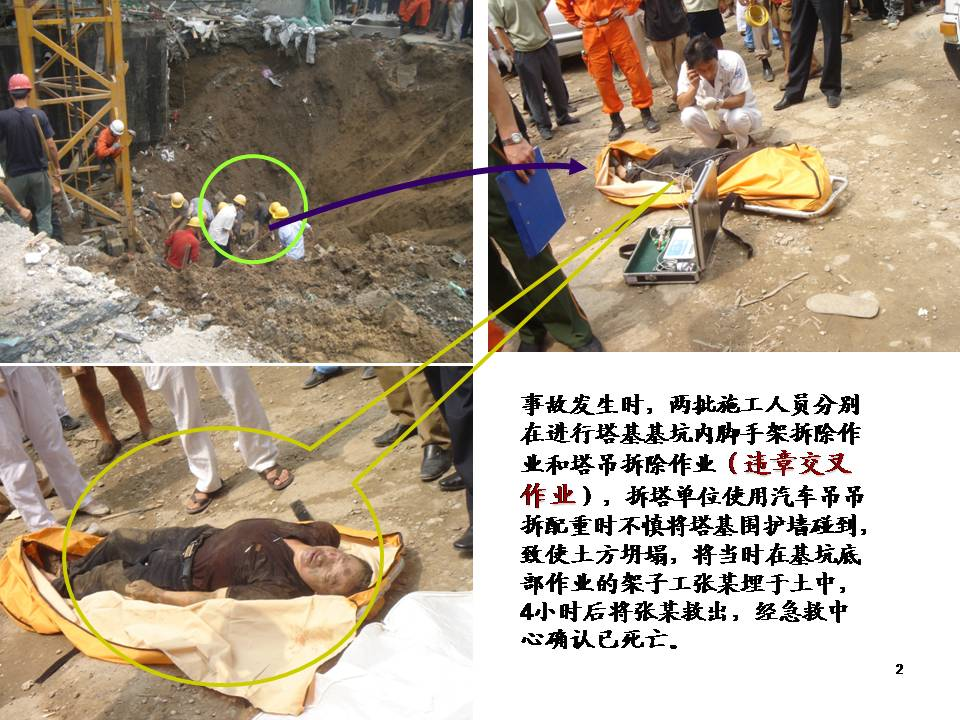 事故发生时，两批施工人员分别
在进行塔基基坑内脚手架拆除作
业和塔吊拆除作业（违章交叉
作业），拆塔单位使用汽车吊吊
拆配重时不慎将塔基围护墙碰到，
致使土方坍塌，将当时在基坑底
部作业的架子工张某埋于土中，
4小时后将张某救出，经急救中
心确认已死亡。
2